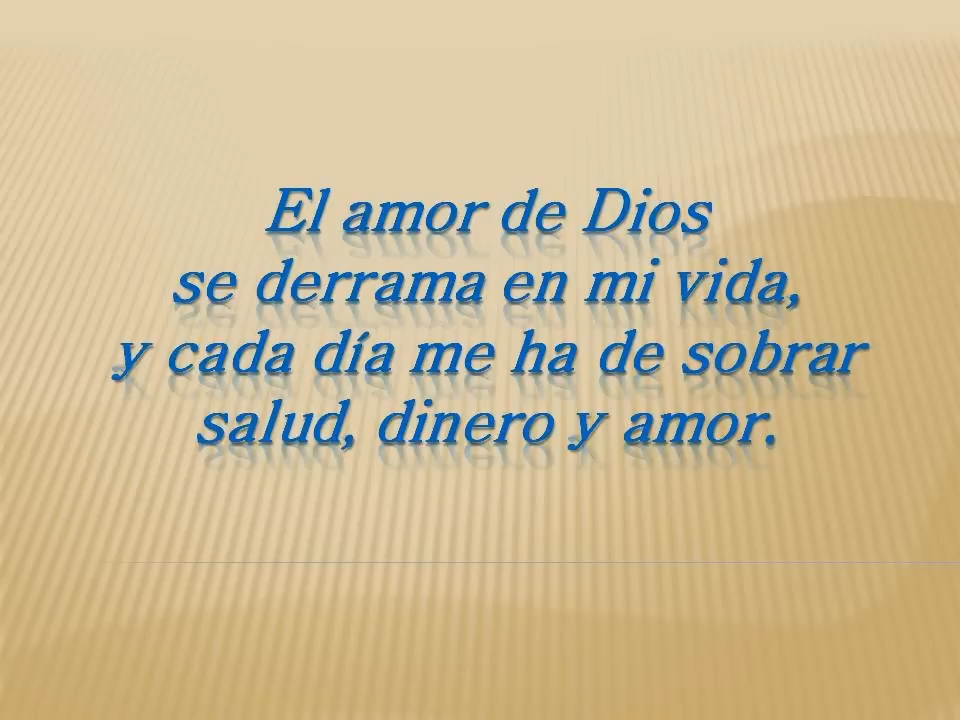 El amor de Dios
se derrama en mi vida,
y cada día me ha de sobrar
salud, dinero y amor.